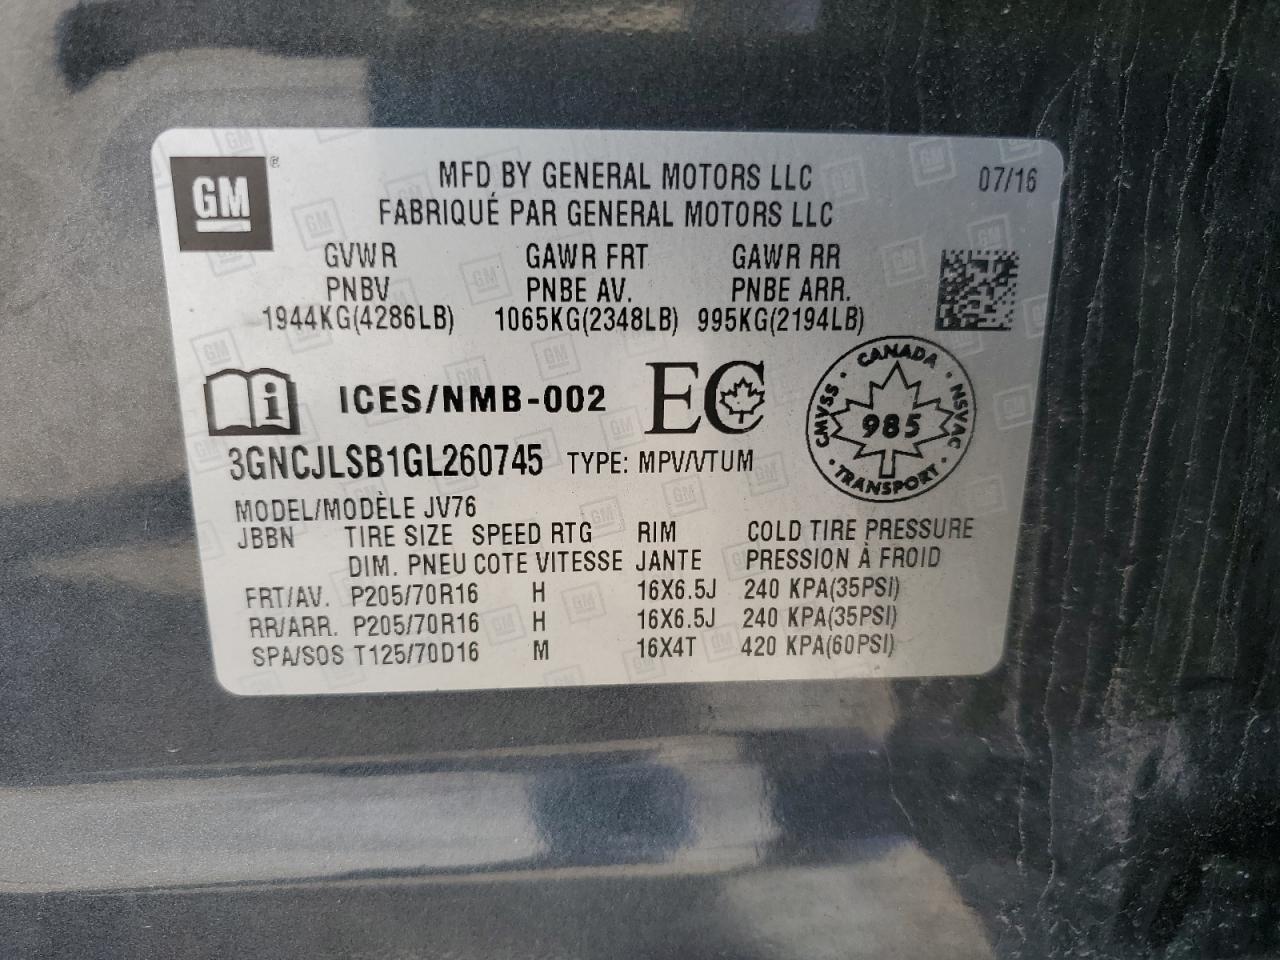 GM®
MFD BY GENERAL MOTORS LLC
07/16
FABRIQUÉ PAR GENERAL MOTORS LLC
GVWR GAWR FRT GAWR RR
PNBV PNBE AV. PNBE ARR.
1944KG(4286LB) 1065KG(2348LB) 995KG(2194LB)
i ICES/NMB-002 EC
CANADA
CMVSS · 985 · NSVAC
· TRANSPORT ·
3GNCJLSB1GL260745 TYPE: MPV/VTUM
MODEL/MODÈLE JV76
JBBN TIRE SIZE SPEED RTG RIM COLD TIRE PRESSURE
DIM. PNEU COTE VITESSE JANTE PRESSION À FROID
FRT/AV. P205/70R16 H 16X6.5J 240 KPA(35PSI)
RR/ARR. P205/70R16 H 16X6.5J 240 KPA(35PSI)
SPA/SOS T125/70D16 M 16X4T 420 KPA(60PSI)